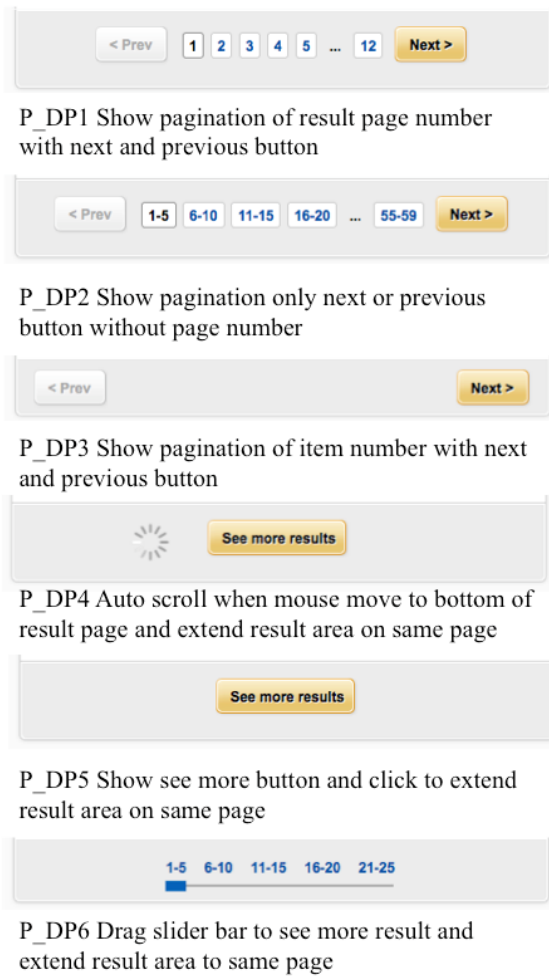 < Prev 1 2 3 4 5 ... 12 Next >
P_DP1 Show pagination of result page number
with next and previous button
< Prev 1-5 6-10 11-15 16-20 ... 55-59 Next >
P_DP2 Show pagination only next or previous
button without page number
< Prev Next >
P_DP3 Show pagination of item number with next
and previous button
See more results
P_DP4 Auto scroll when mouse move to bottom of
result page and extend result area on same page
See more results
P_DP5 Show see more button and click to extend
result area on same page
1-5 6-10 11-15 16-20 21-25
P_DP6 Drag slider bar to see more result and
extend result area to same page